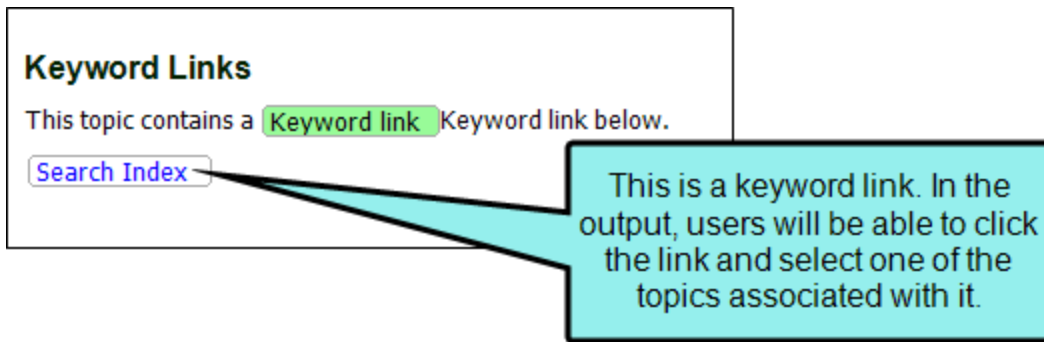 Keyword Links
This topic contains a Keyword link Keyword link below.
Search Index
This is a keyword link. In the
output, users will be able to click
the link and select one of the
topics associated with it.